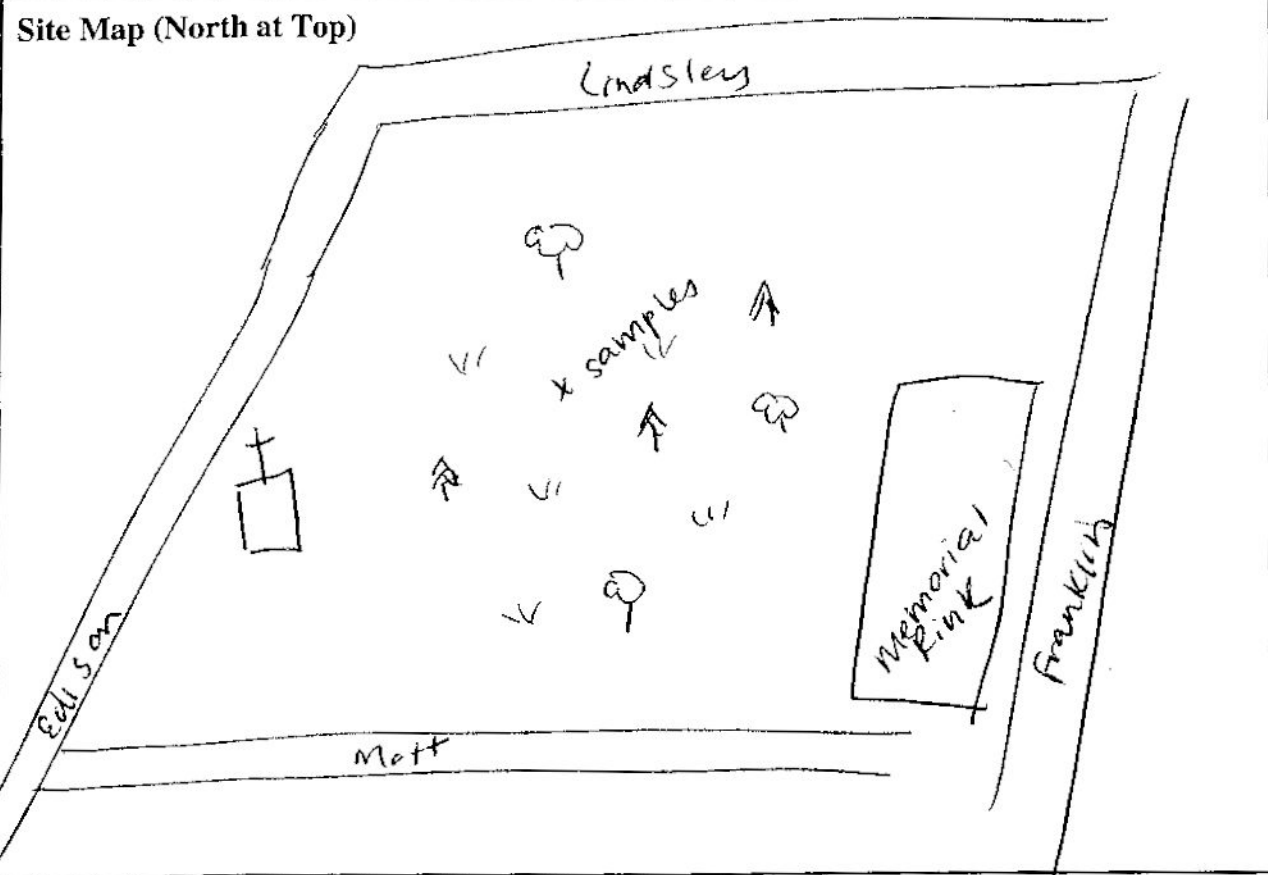 Site Map (North at Top)
Lindsley
x samples
Memorial
Rink
Franklin
Edison
Mott